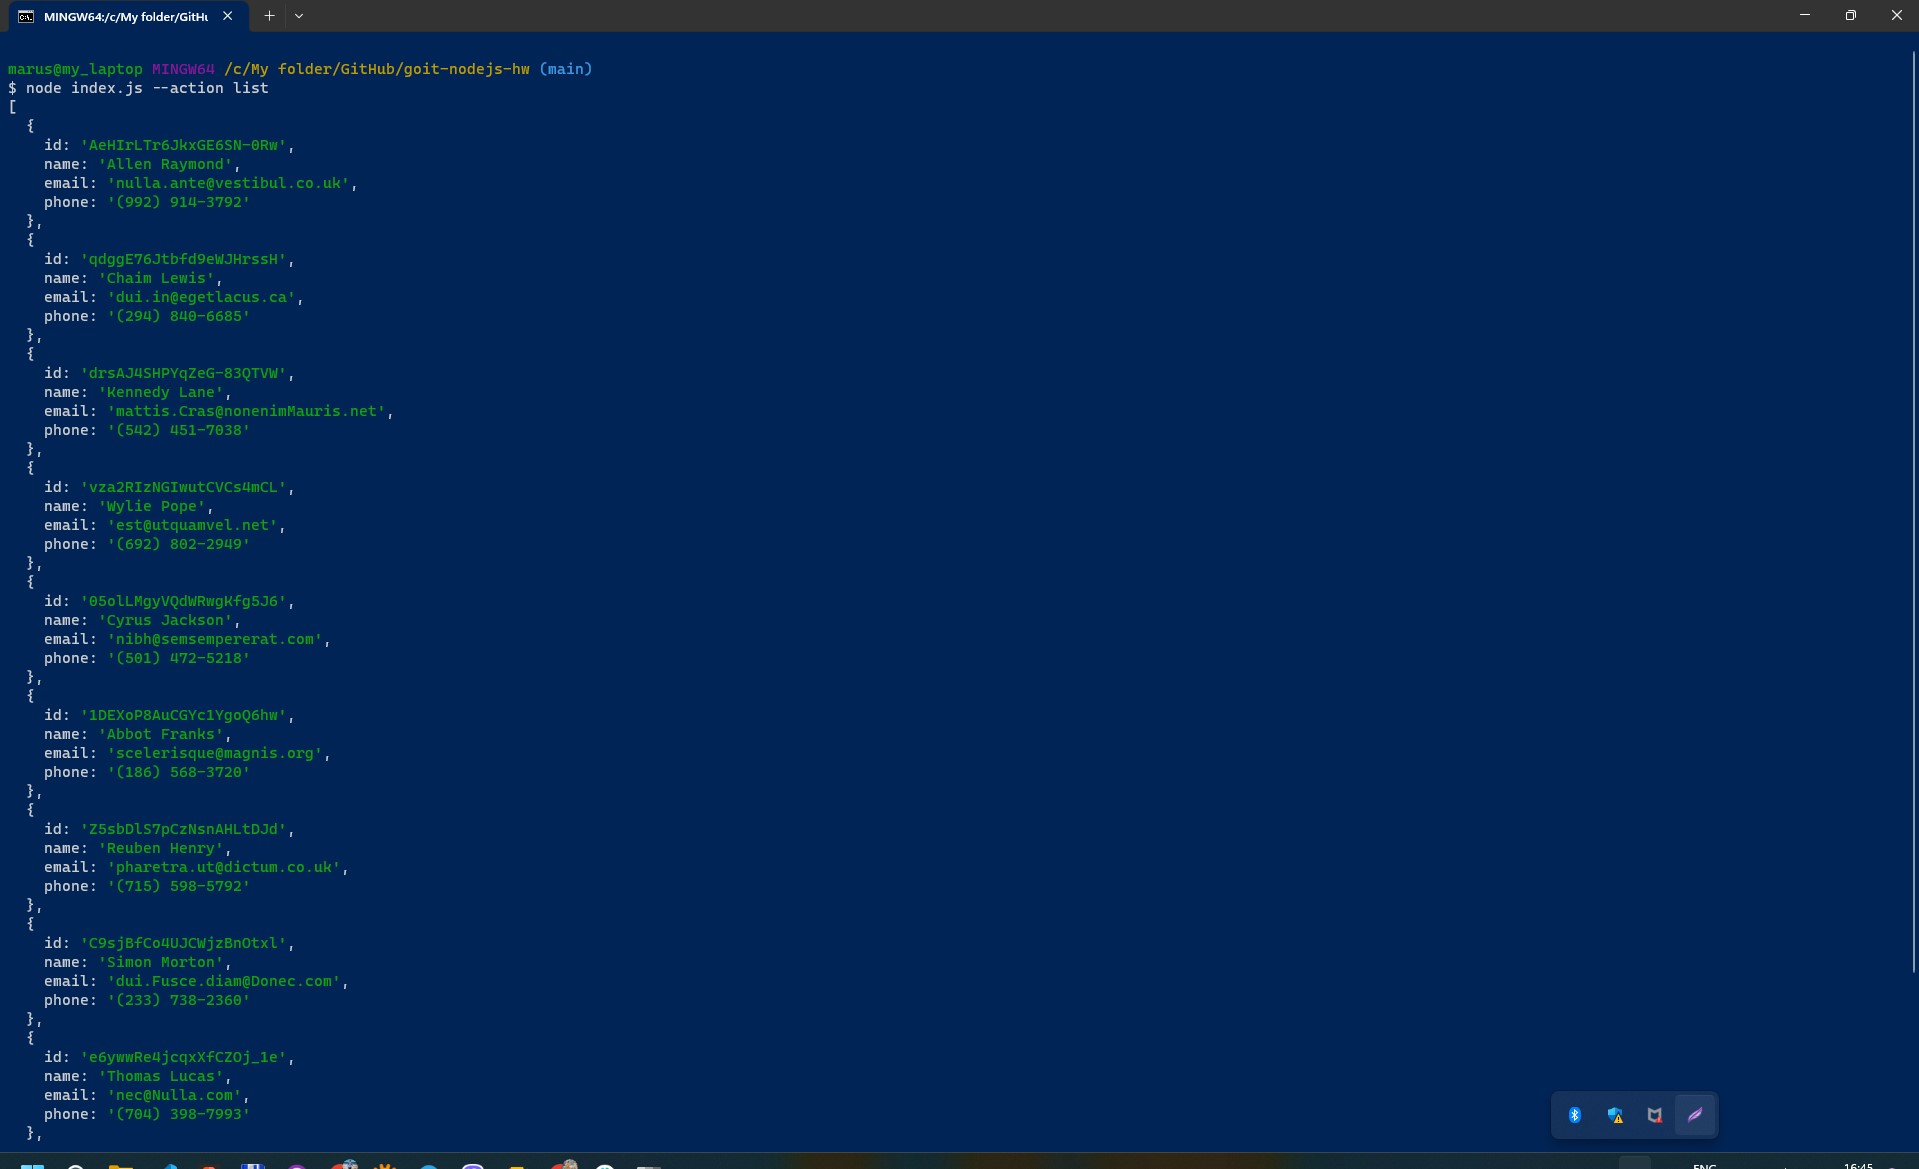 MINGW64:/c/My folder/GitHu
marus@my_laptop MINGW64 /c/My folder/GitHub/goit-nodejs-hw (main)
$ node index.js --action list
[
  {
    id: 'AeHIrLTr6JkxGE6SN-0Rw',
    name: 'Allen Raymond',
    email: 'nulla.ante@vestibul.co.uk',
    phone: '(992) 914-3792'
  },
  {
    id: 'qdggE76Jtbfd9eWJHrssH',
    name: 'Chaim Lewis',
    email: 'dui.in@egetlacus.ca',
    phone: '(294) 840-6685'
  },
  {
    id: 'drsAJ4SHPYqZeG-83QTVW',
    name: 'Kennedy Lane',
    email: 'mattis.Cras@nonenimMauris.net',
    phone: '(542) 451-7038'
  },
  {
    id: 'vza2RIzNGIwutCVCs4mCL',
    name: 'Wylie Pope',
    email: 'est@utquamvel.net',
    phone: '(692) 802-2949'
  },
  {
    id: '05olLMgyVQdWRwgKfg5J6',
    name: 'Cyrus Jackson',
    email: 'nibh@semsempererat.com',
    phone: '(501) 472-5218'
  },
  {
    id: '1DEXoP8AuCGYc1YgoQ6hw',
    name: 'Abbot Franks',
    email: 'scelerisque@magnis.org',
    phone: '(186) 568-3720'
  },
  {
    id: 'Z5sbDlS7pCzNsnAHLtDJd',
    name: 'Reuben Henry',
    email: 'pharetra.ut@dictum.co.uk',
    phone: '(715) 598-5792'
  },
  {
    id: 'C9sjBfCo4UJCWjzBnOtxl',
    name: 'Simon Morton',
    email: 'dui.Fusce.diam@Donec.com',
    phone: '(233) 738-2360'
  },
  {
    id: 'e6ywwRe4jcqxXfCZOj_1e',
    name: 'Thomas Lucas',
    email: 'nec@Nulla.com',
    phone: '(704) 398-7993'
  },
ENG
16:45